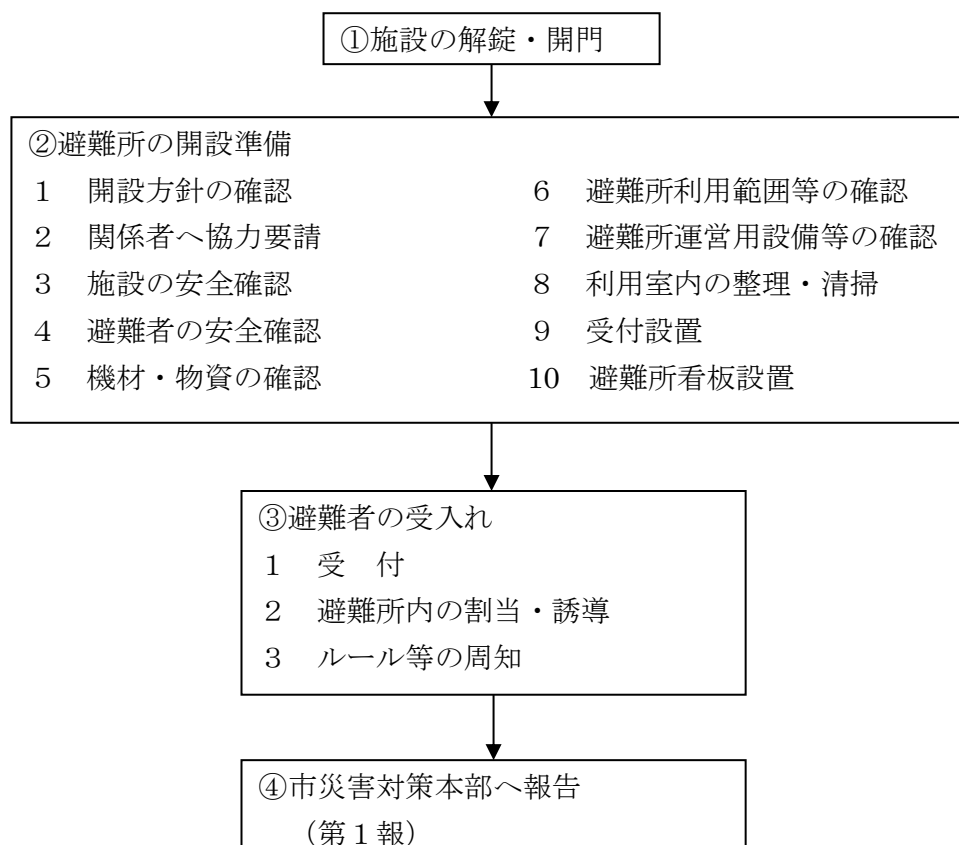 ①施設の解錠・開門
②避難所の開設準備
１　開設方針の確認
２　関係者へ協力要請
３　施設の安全確認
４　避難者の安全確認
５　機材・物資の確認
６　避難所利用範囲等の確認
７　避難所運営用設備等の確認
８　利用室内の整理・清掃
９　受付設置
10　避難所看板設置
③避難者の受入れ
１　受　付
２　避難所内の割当・誘導
３　ルール等の周知
④市災害対策本部へ報告
（第１報）